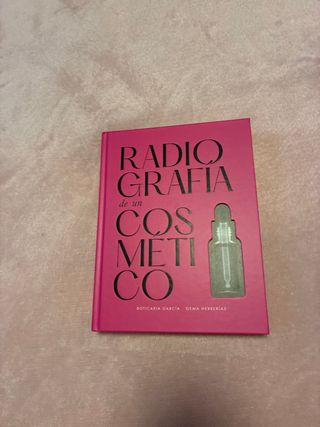 RADIO
GRAFÍA
de un
COS
MÉTI
CO
BOTICARIA GARCÍA GEMA HERRERÍAS